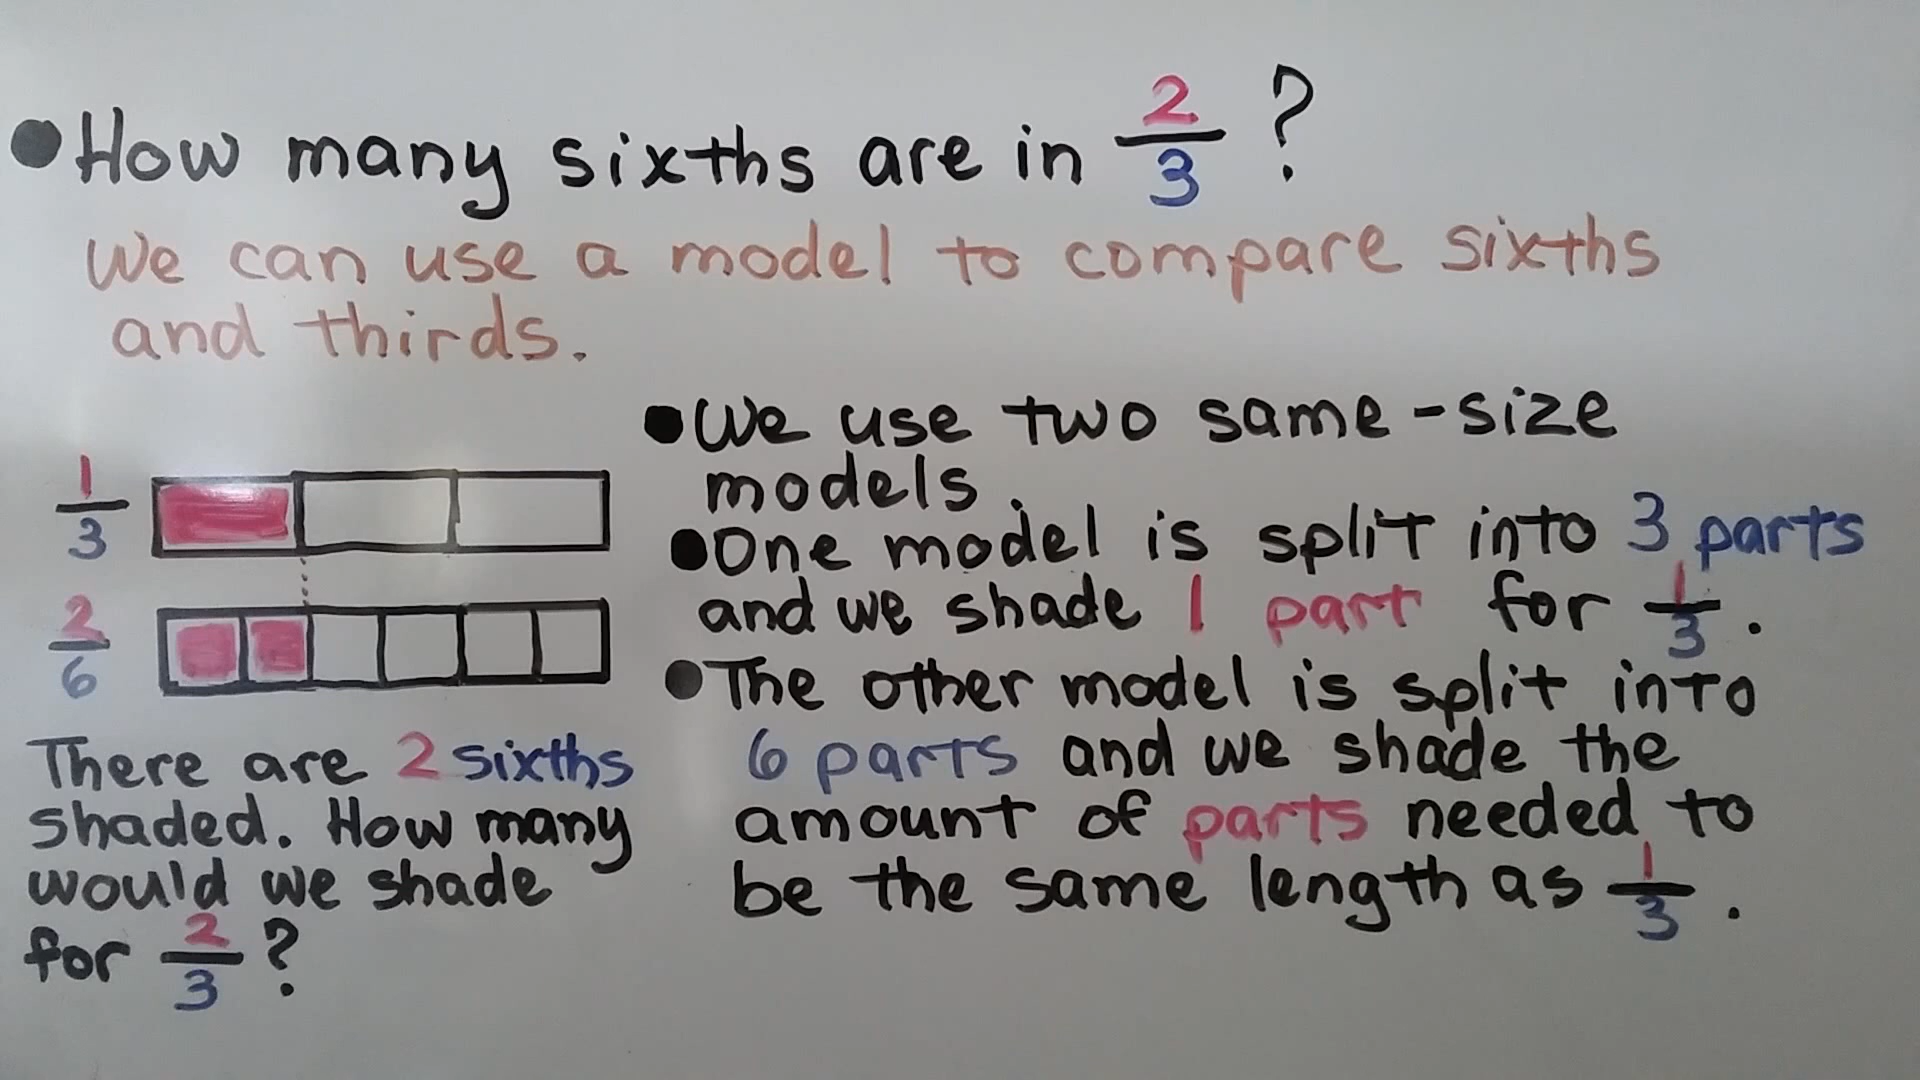 • How many sixths are in 2/3 ?
We can use a model to compare sixths
and thirds.
1/3
2/6
There are 2 sixths
shaded. How many
would we shade
for 2/3 ?
• We use two same-size
models.
• One model is split into 3 parts
and we shade 1 part for 1/3.
• The other model is split into
6 parts and we shade the
amount of parts needed to
be the same length as 1/3.